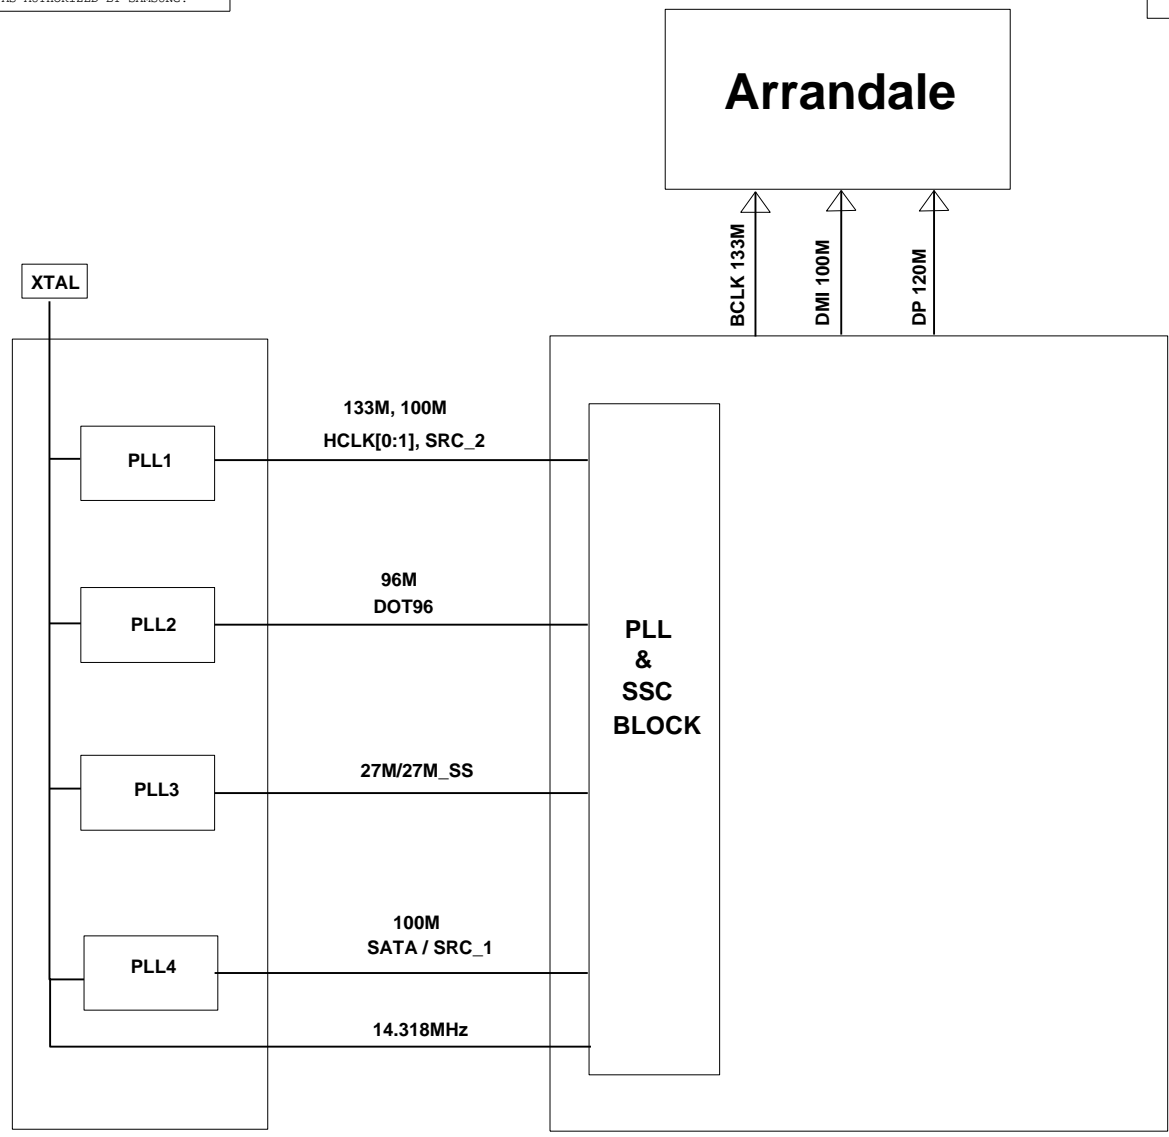 Arrandale
BCLK 133M
DMI 100M
DP 120M
XTAL
133M, 100M
HCLK[0:1], SRC_2
PLL1
96M
DOT96
PLL2
PLL
&
SSC
BLOCK
27M/27M_SS
PLL3
100M
SATA / SRC_1
PLL4
14.318MHz